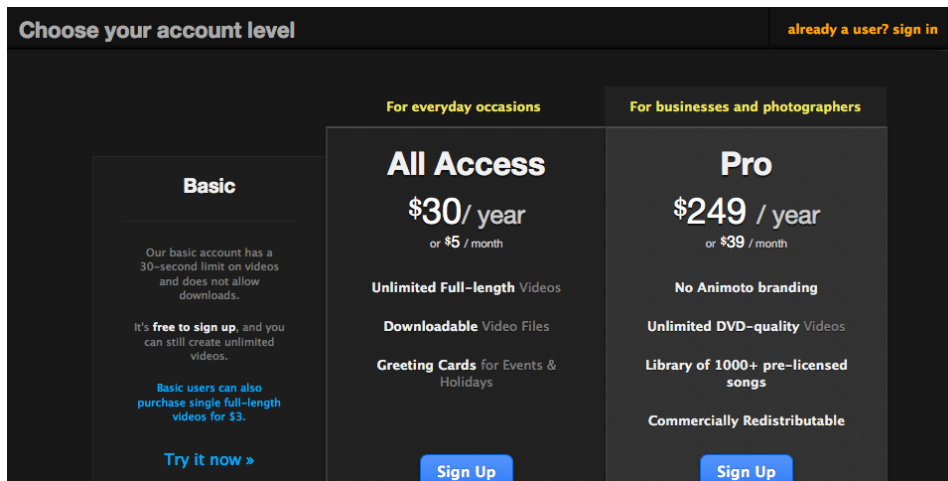 Choose your account level
already a user? sign in
Basic
Our basic account has a
30-second limit on videos
and does not allow
downloads.
It's free to sign up, and you
can still create unlimited
videos.
Basic users can also
purchase single full-length
videos for $3.
Try it now »
For everyday occasions
All Access
$30/ year
or $5 / month
Unlimited Full-length Videos
Downloadable Video Files
Greeting Cards for Events &
Holidays
Sign Up
For businesses and photographers
Pro
$249 / year
or $39 / month
No Animoto branding
Unlimited DVD-quality Videos
Library of 1000+ pre-licensed
songs
Commercially Redistributable
Sign Up